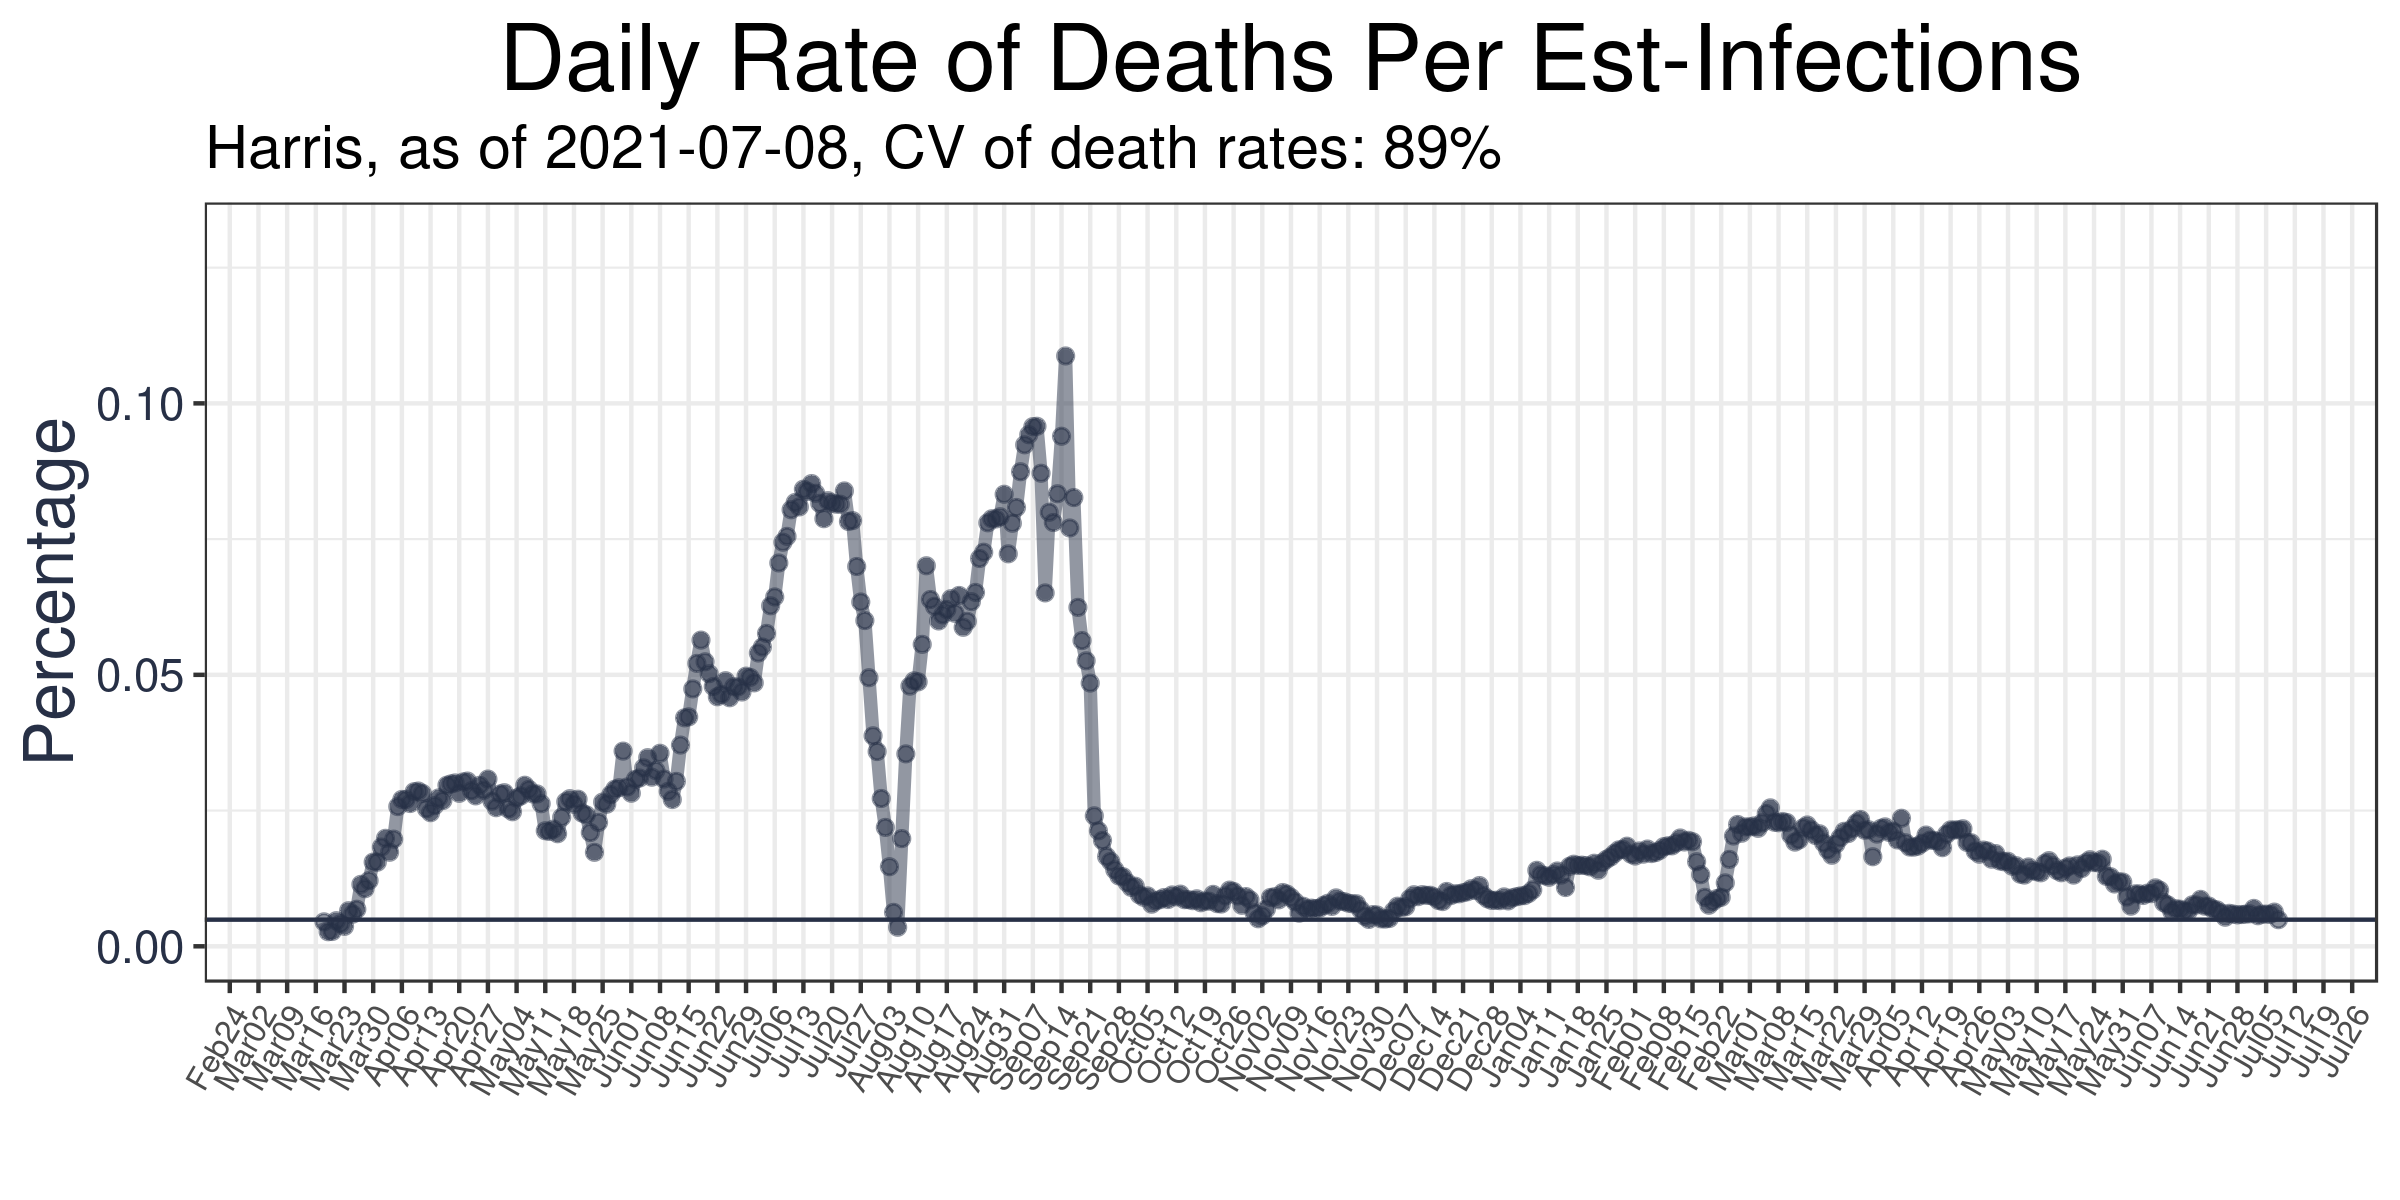 Daily Rate of Deaths Per Est-Infections
Harris, as of 2021-07-08, CV of death rates: 89%
Percentage
0.10
0.05
0.00
Feb24
Mar02
Mar09
Mar16
Mar23
Mar30
Apr06
Apr13
Apr20
Apr27
May04
May11
May18
May25
Jun01
Jun08
Jun15
Jun22
Jun29
Jul06
Jul13
Jul20
Jul27
Aug03
Aug10
Aug17
Aug24
Aug31
Sep07
Sep14
Sep21
Sep28
Oct05
Oct12
Oct19
Oct26
Nov02
Nov09
Nov16
Nov23
Nov30
Dec07
Dec14
Dec21
Dec28
Jan04
Jan11
Jan18
Jan25
Feb01
Feb08
Feb15
Feb22
Mar01
Mar08
Mar15
Mar22
Mar29
Apr05
Apr12
Apr19
Apr26
May03
May10
May17
May24
May31
Jun07
Jun14
Jun21
Jun28
Jul05
Jul12
Jul19
Jul26